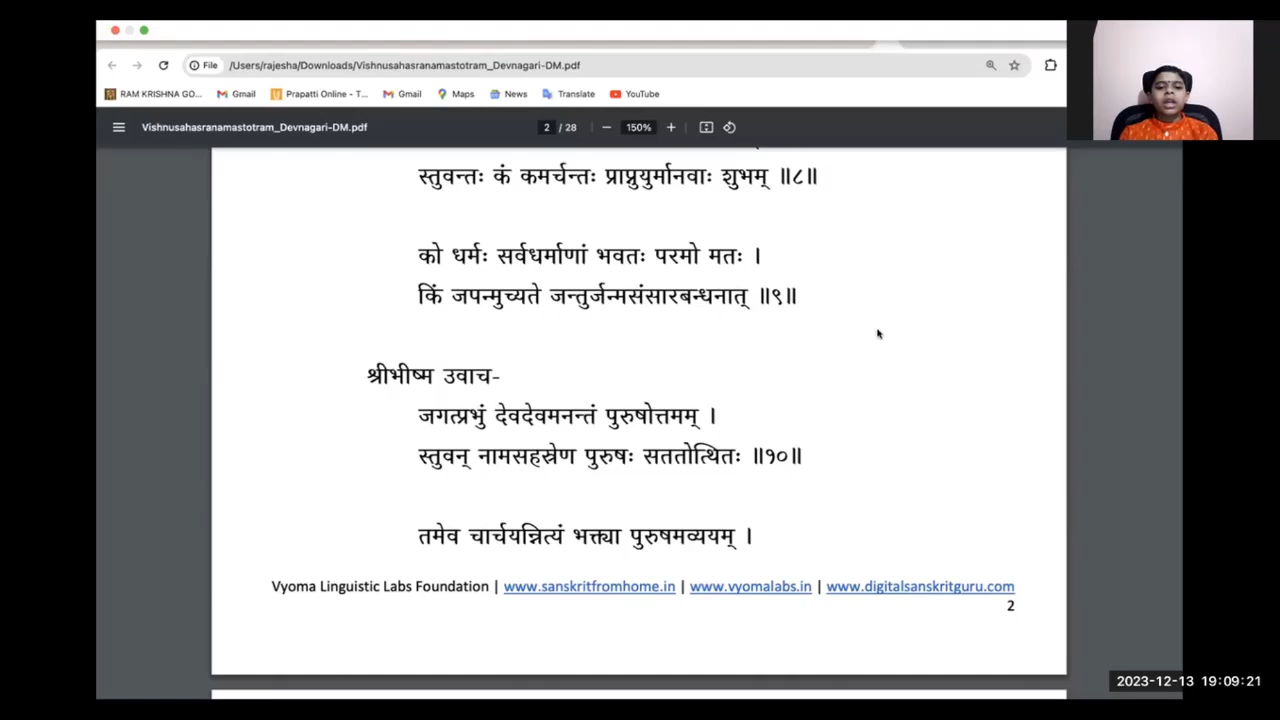 File
/Users/rajesha/Downloads/Vishnusahasranamastotram_Devnagari-DM.pdf
RAM KRISHNA GO... Gmail Prapatti Online - T... Gmail Maps News Translate YouTube
Vishnusahasranamastotram_Devnagari-DM.pdf 2 / 28 150%
स्तुवन्तः कं कमर्चन्तः प्राप्नुयुर्मानवाः शुभम् ॥८॥
को धर्मः सर्वधर्माणां भवतः परमो मतः ।
किं जपन्मुच्यते जन्तुर्जन्मसंसारबन्धनात् ॥९॥
श्रीभीष्म उवाच-
जगत्प्रभुं देवदेवमनन्तं पुरुषोत्तमम् ।
स्तुवन् नामसहस्रेण पुरुषः सततोत्थितः ॥१०॥
तमेव चार्चयन्नित्यं भक्त्या पुरुषमव्ययम् ।
Vyoma Linguistic Labs Foundation | www.sanskritfromhome.in | www.vyomalabs.in | www.digitalsanskritguru.com
2
2023-12-13 19:09:21